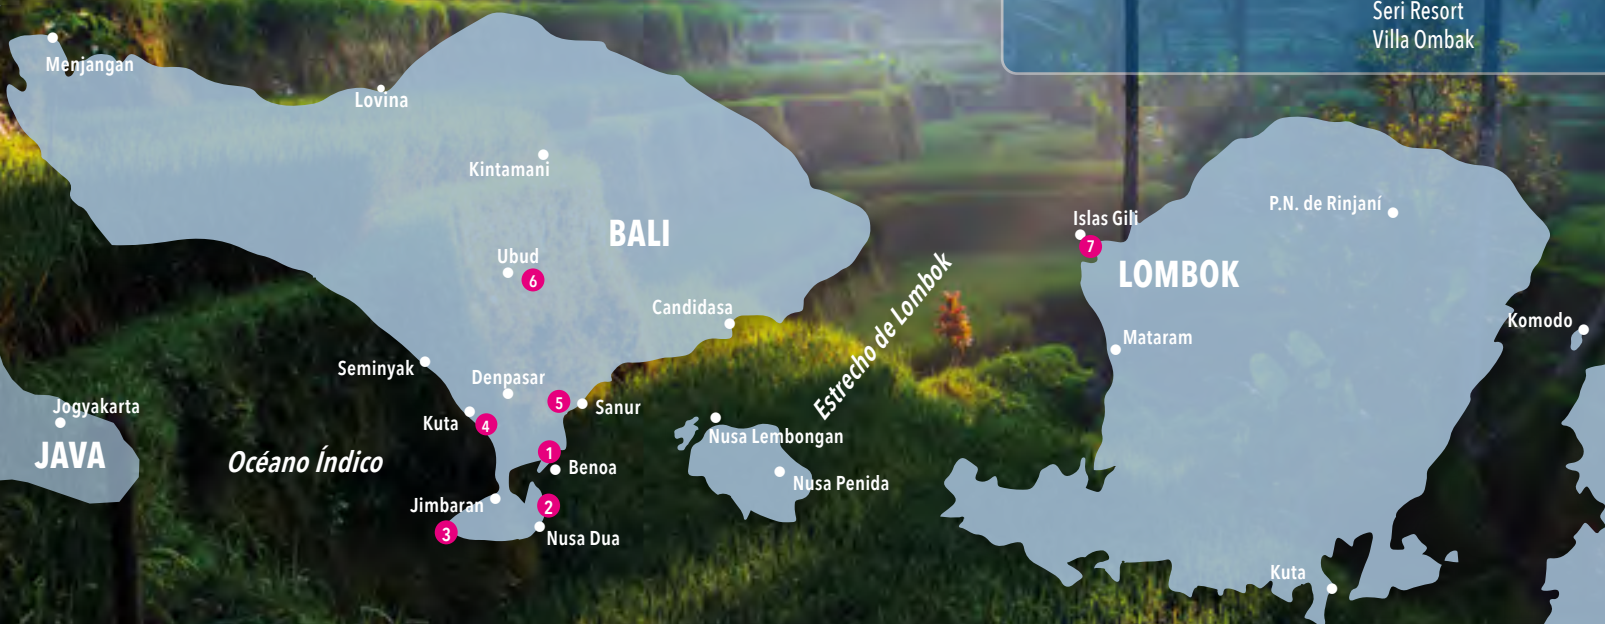 Seri Resort
Villa Ombak
Menjangan
Lovina
Kintamani
BALI
Ubud
6
Candidasa
Seminyak
Denpasar
5
Sanur
Kuta
4
1
Benoa
Jimbaran
2
3
Nusa Dua
Jogyakarta
JAVA
Océano Índico
Nusa Lembongan
Nusa Penida
Estrecho de Lombok
Islas Gili
7
P.N. de Rinjaní
LOMBOK
Mataram
Komodo
Kuta